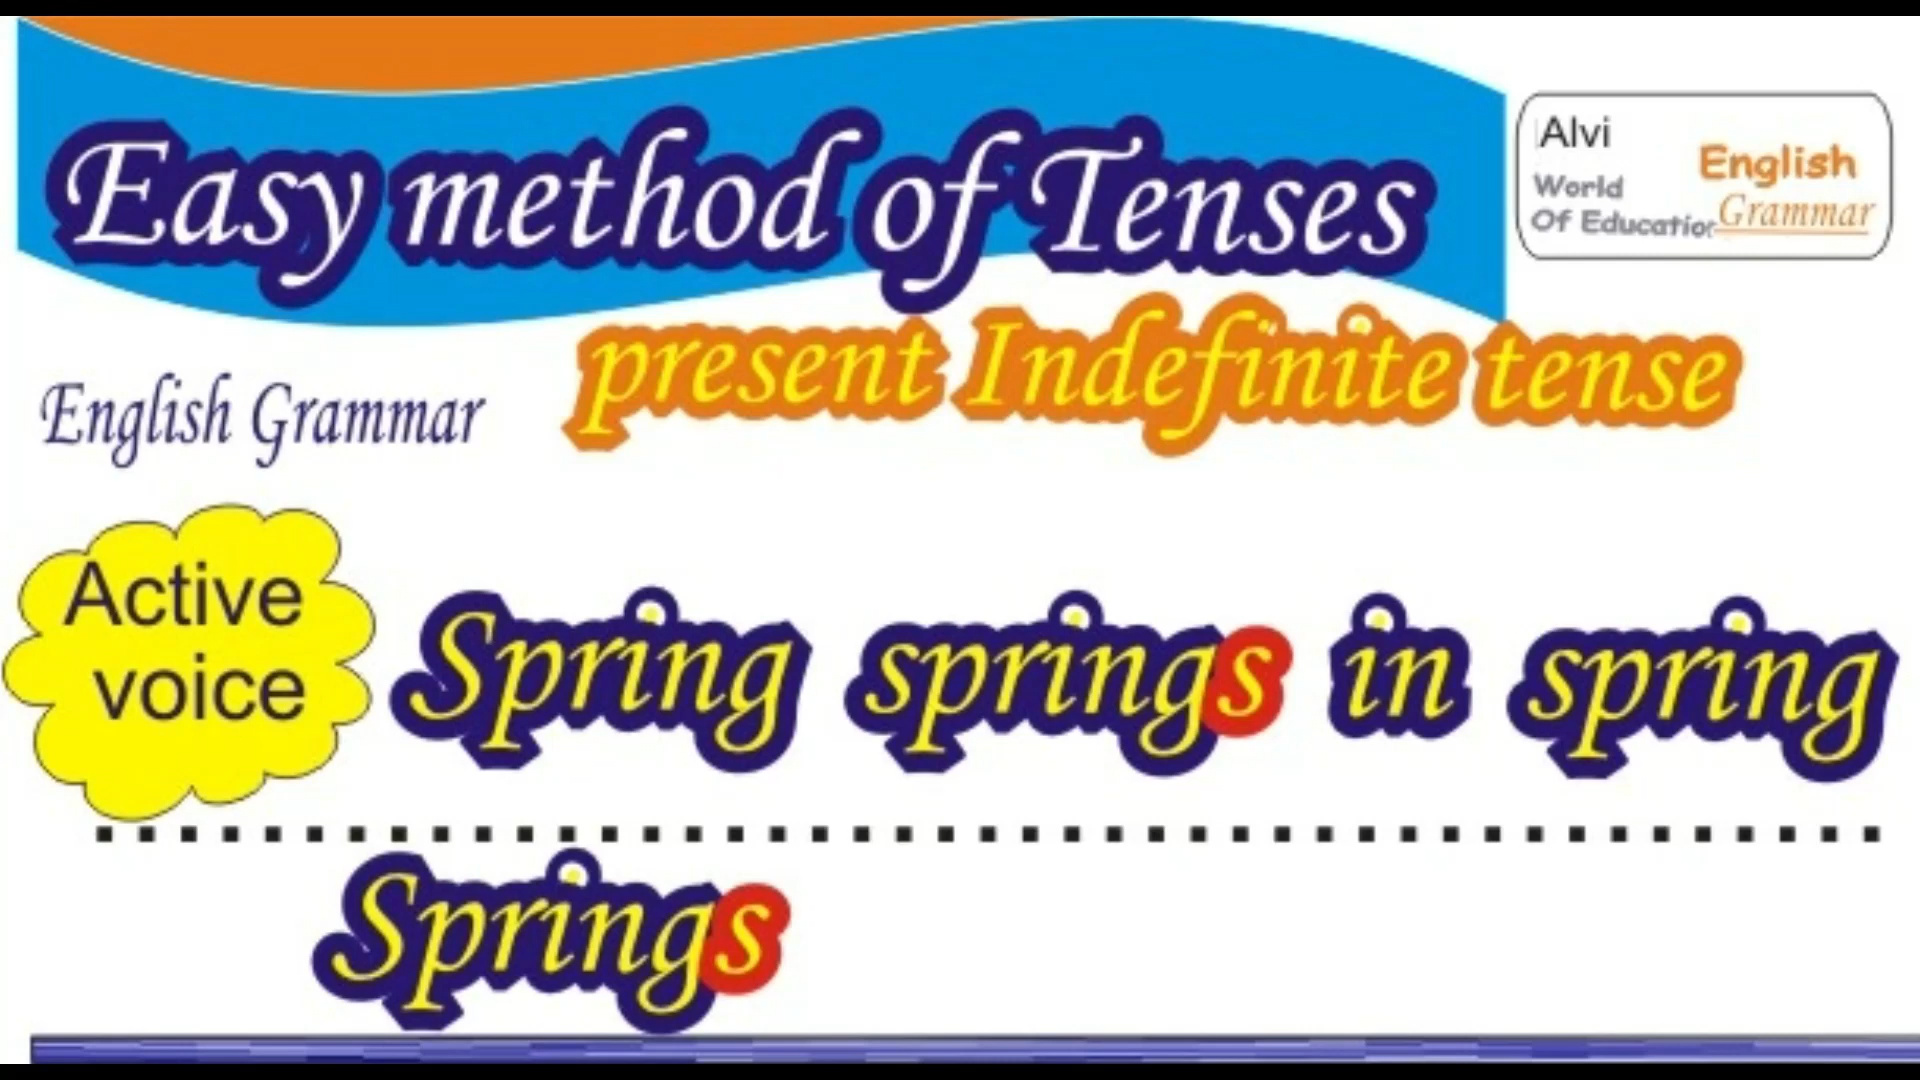 Easy method of Tenses
Alvi
World
Of Education
English
Grammar
present Indefinite tense
English Grammar
Active
voice
Spring springs in spring
Springs